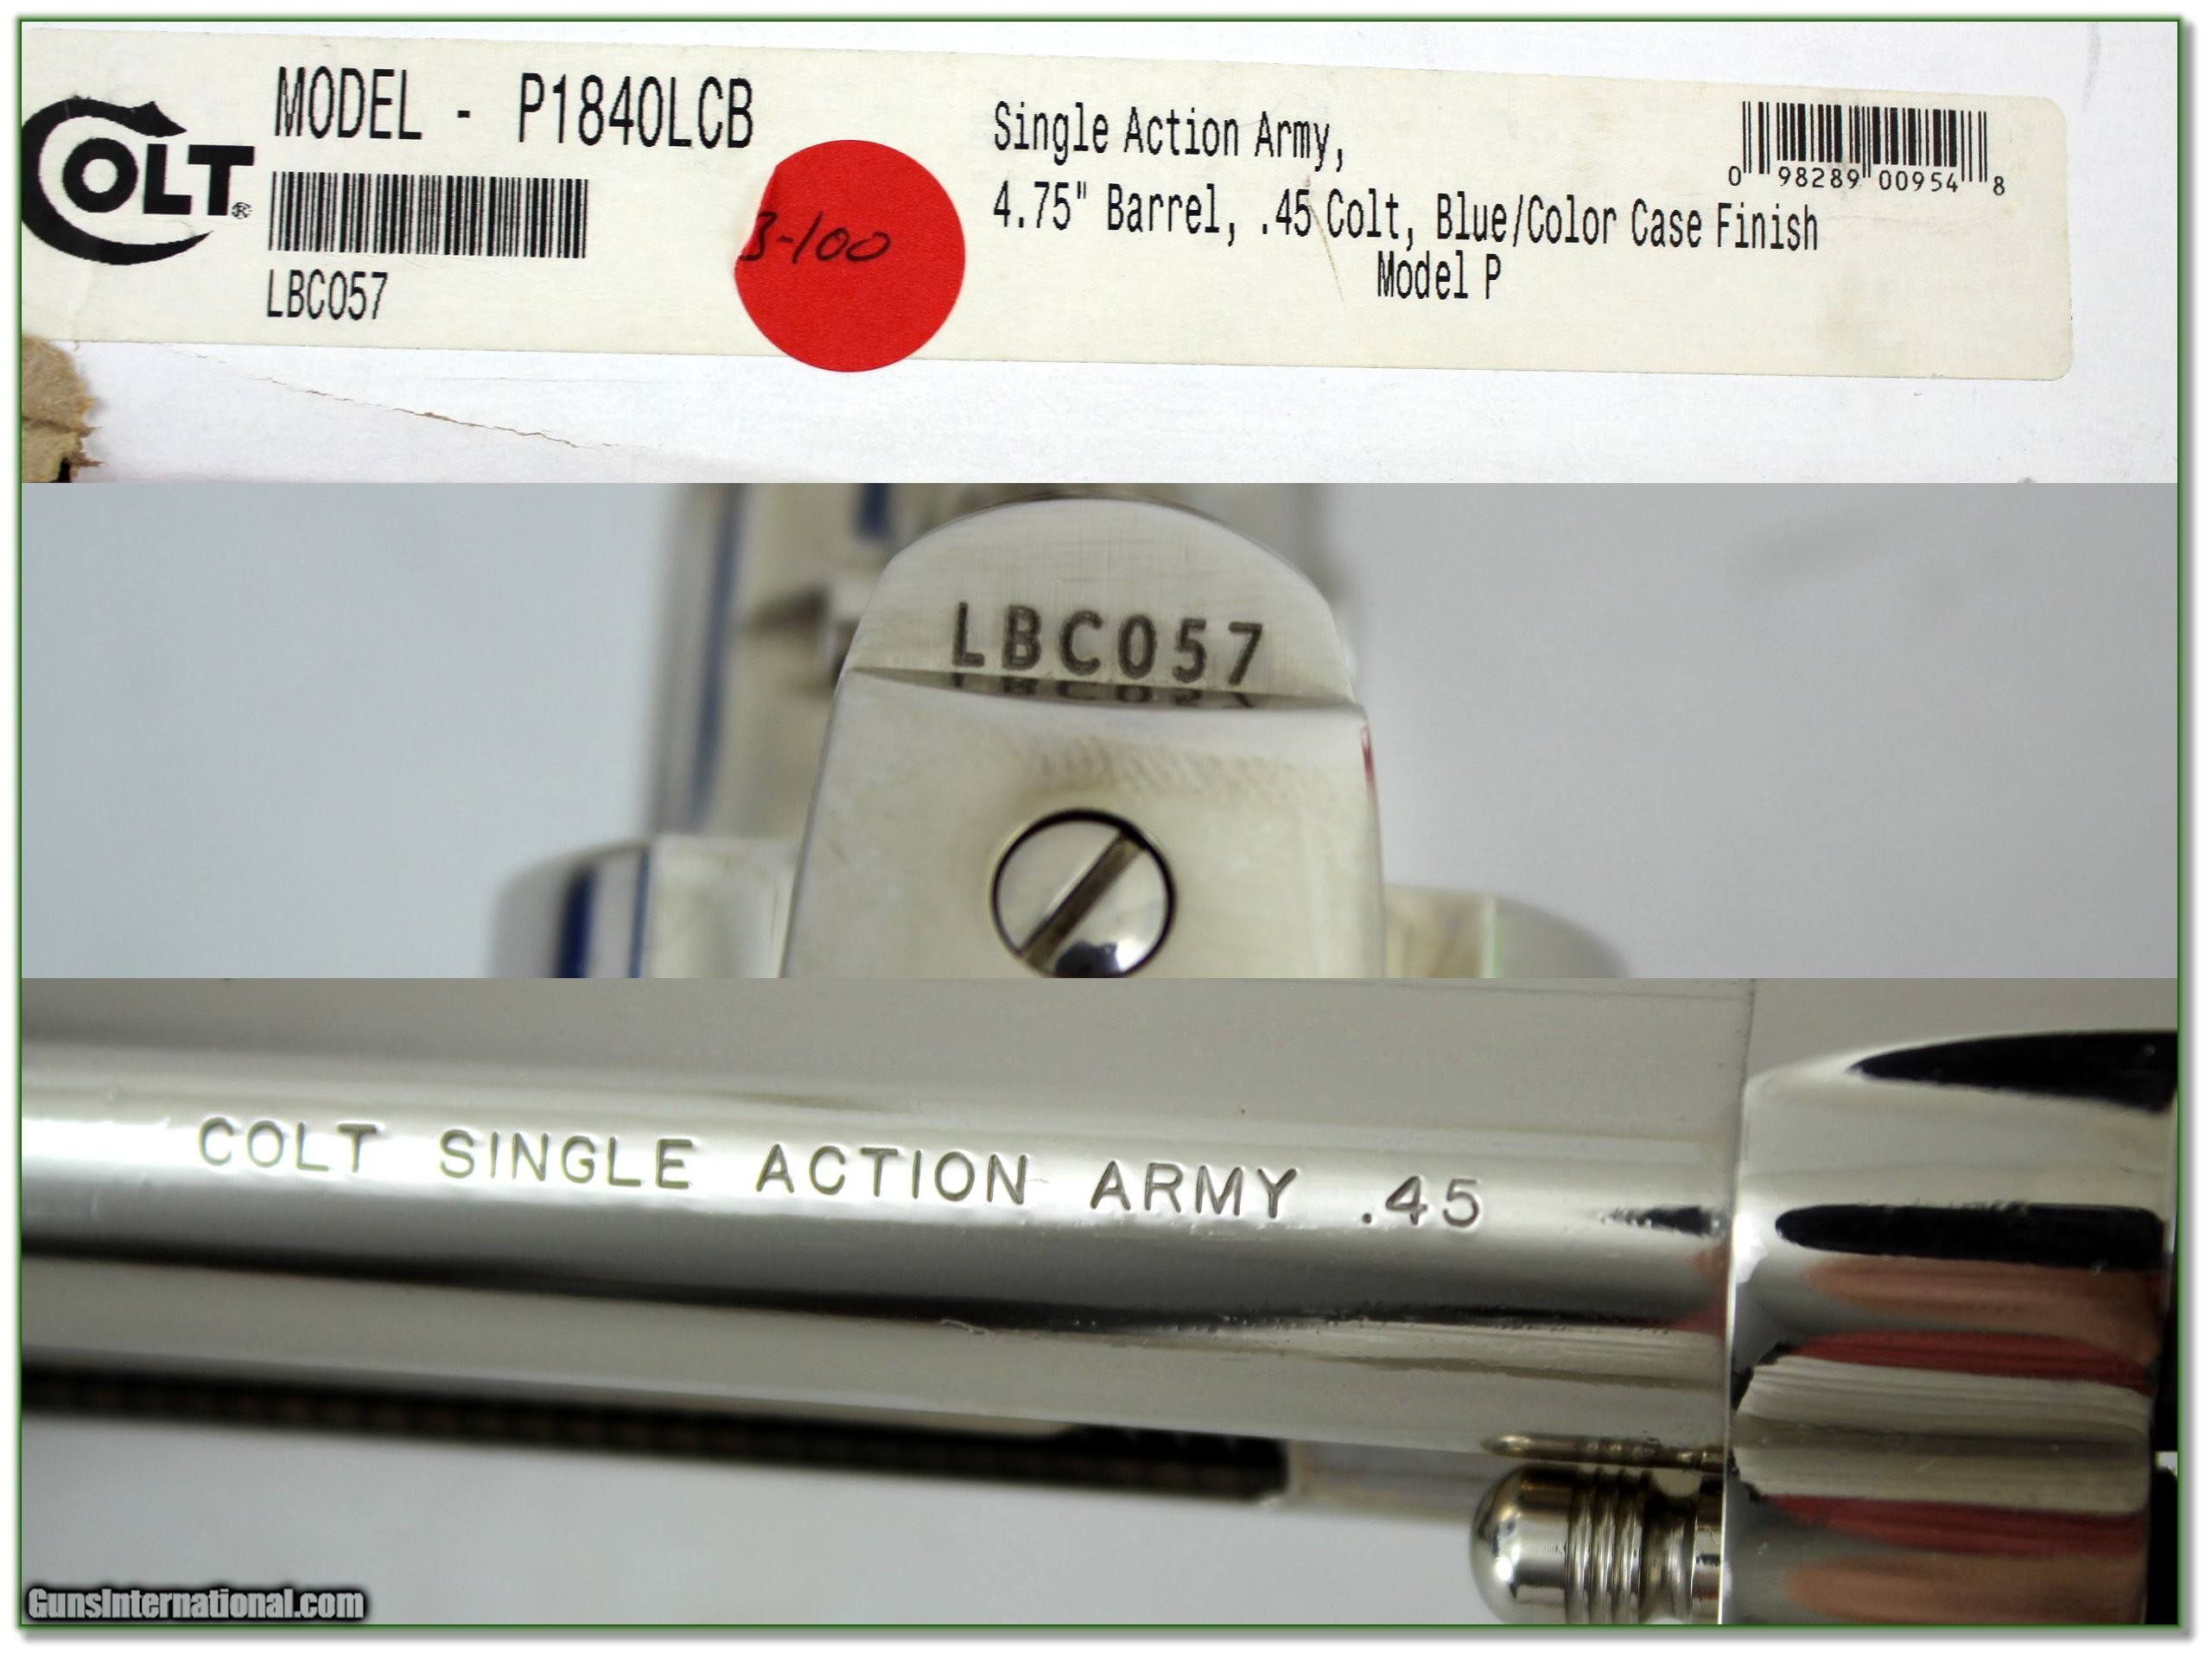 COLT®
MODEL - P1840LCB
LBC057
3-100
Single Action Army,
4.75" Barrel, .45 Colt, Blue/Color Case Finish
Model P
0 98289 00954 8
LBC057
COLT SINGLE ACTION ARMY .45
GunsInternational.com